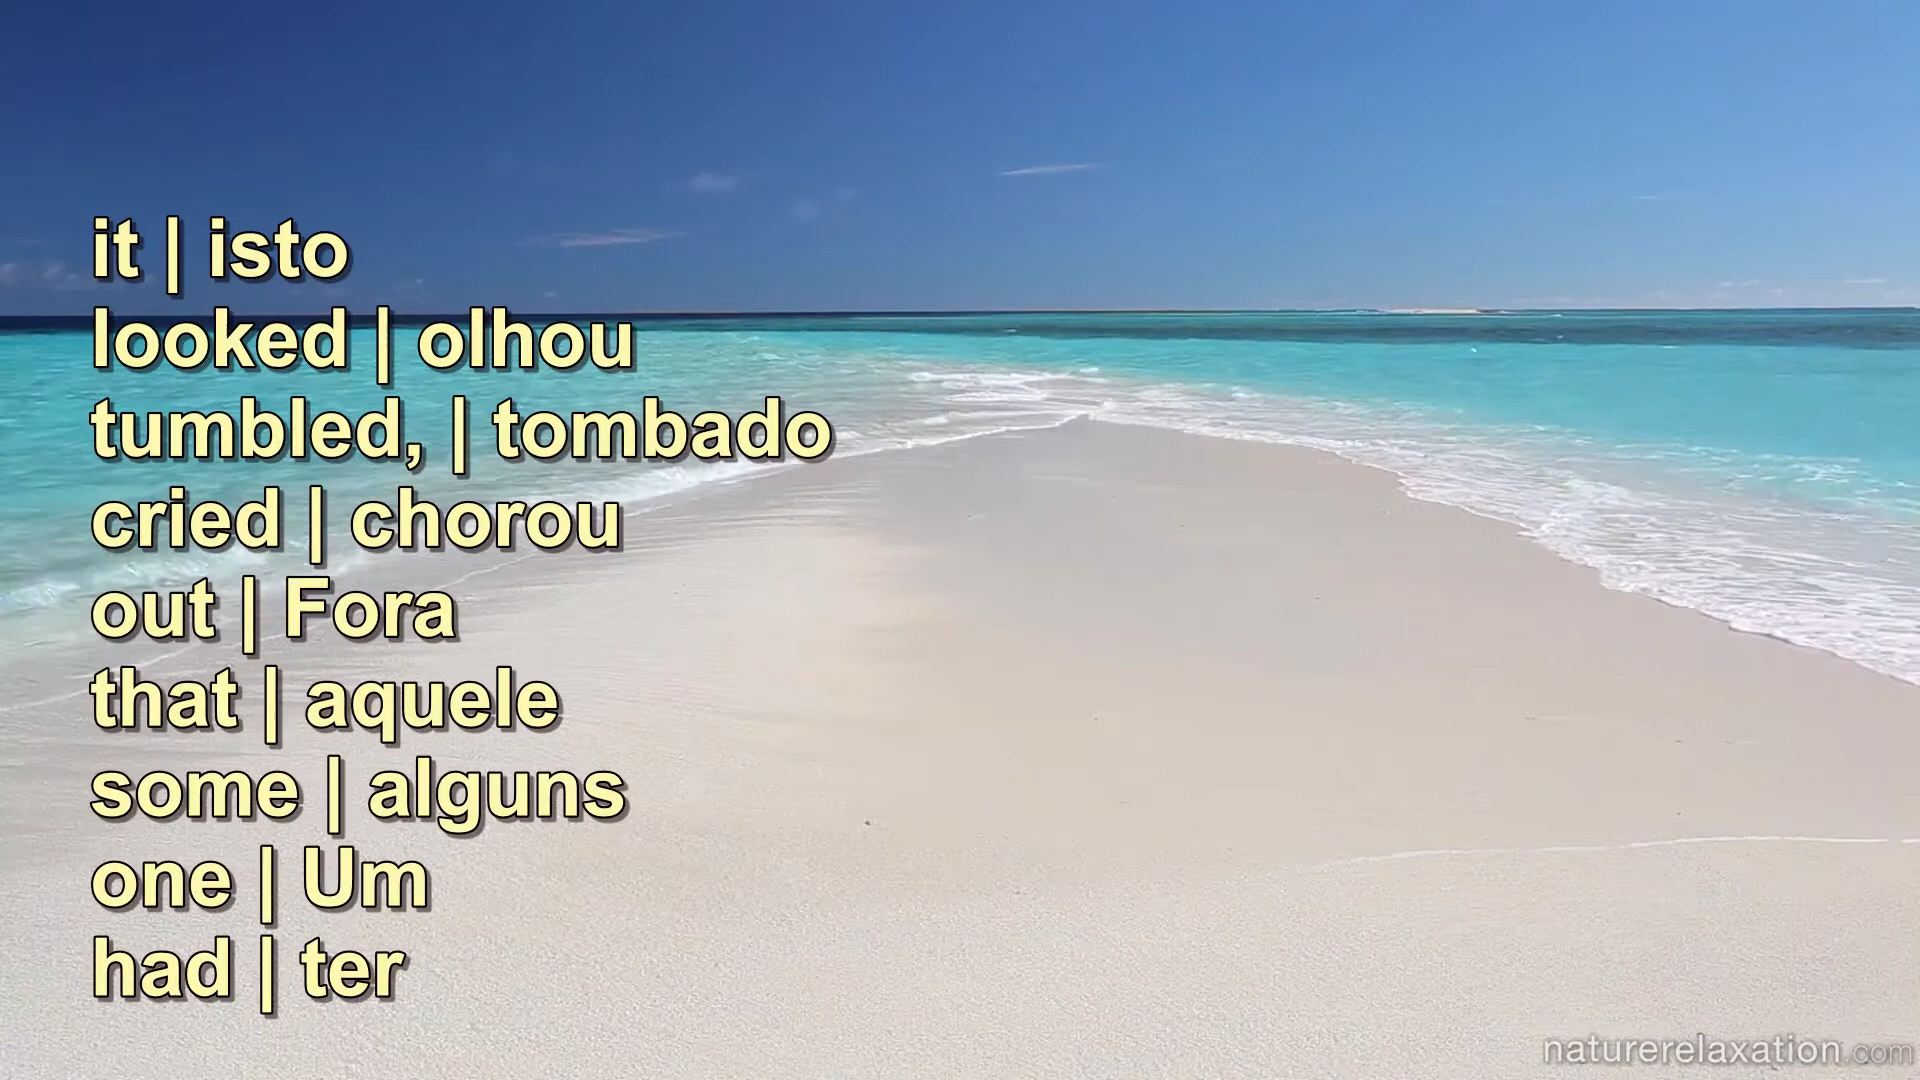 it | isto
looked | olhou
tumbled, | tombado
cried | chorou
out | Fora
that | aquele
some | alguns
one | Um
had | ter
naturerelaxation.com